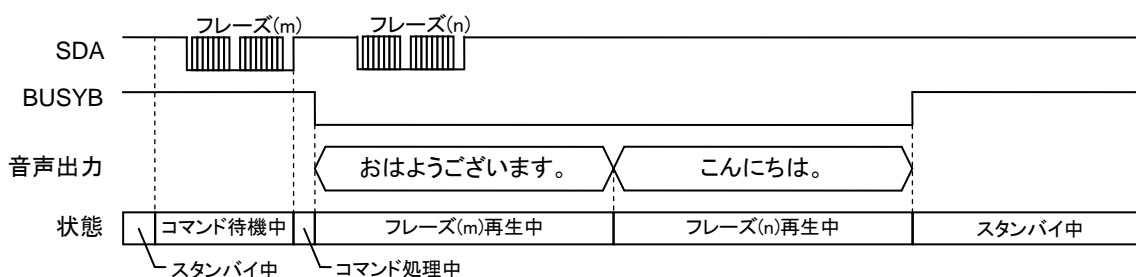 フレーズ(m) フレーズ(n)
SDA
BUSYB
音声出力 おはようございます。 こんにちは。
状態 コマンド待機中 フレーズ(m)再生中 フレーズ(n)再生中 スタンバイ中
スタンバイ中 コマンド処理中